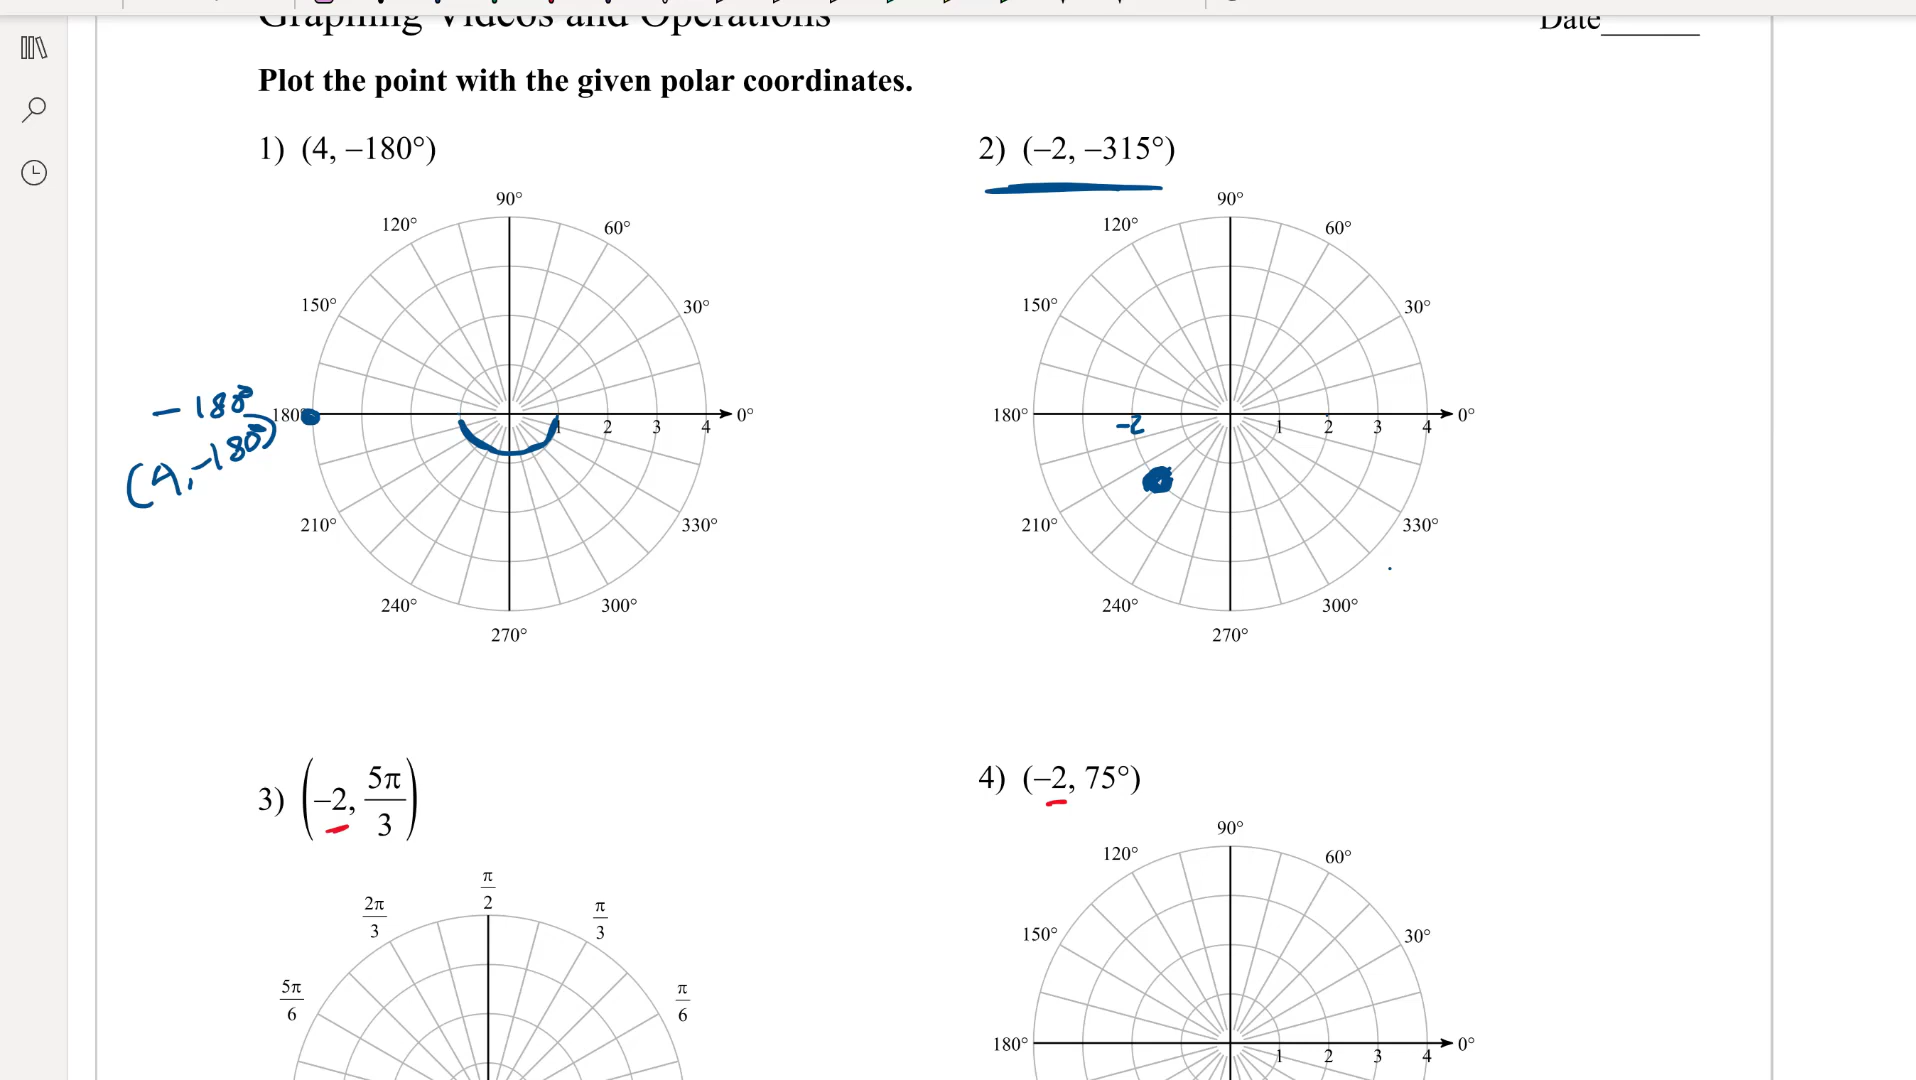 Graphing Videos and Operations
Date
Plot the point with the given polar coordinates.
1) (4, –180°)
2) (–2, –315°)
90°
120°
60°
150°
30°
180°
0°
1 2 3 4
210°
330°
240°
300°
270°
– 180°
(4, –180°)
90°
120°
60°
150°
30°
180°
0°
–2
1 2 3 4
210°
330°
240°
300°
270°
3) (–2, 5π/3)
4) (–2, 75°)
π/2
2π/3
π/3
5π/6
π/6
90°
120°
60°
150°
30°
180°
0°
1 2 3 4